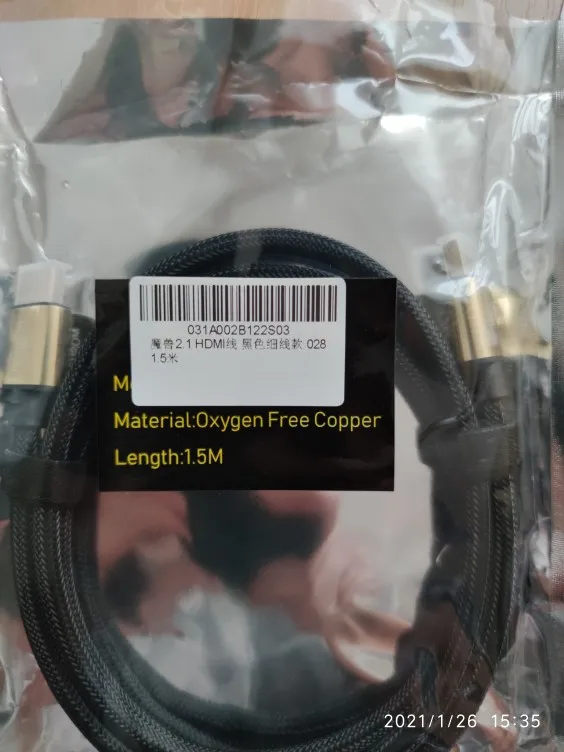 031A002B122S03
魔兽2.1 HDMI线 黑色细线款 028
1.5米
M
Material:Oxygen Free Copper
Length:1.5M
2021/1/26 15:35